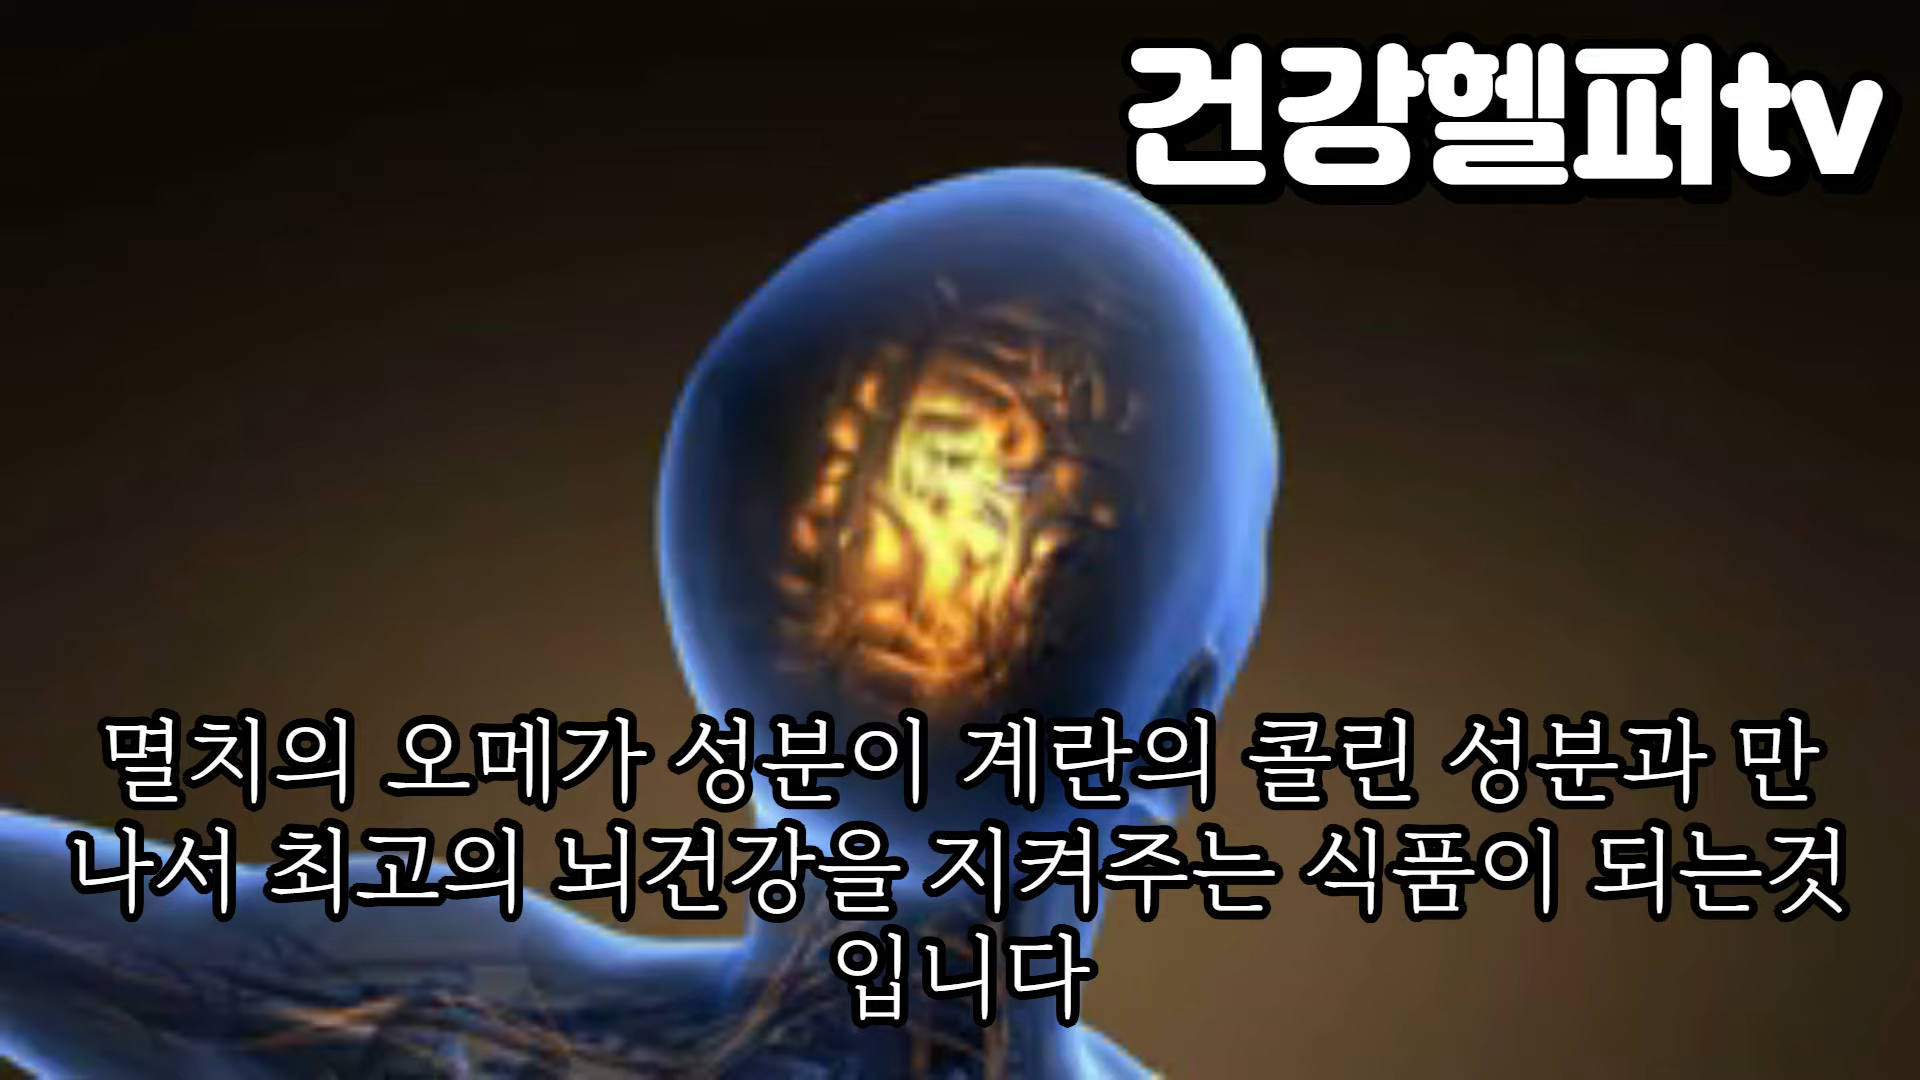 건강헬퍼tv
멸치의 오메가 성분이 계란의 콜린 성분과 만
나서 최고의 뇌건강을 지켜주는 식품이 되는것
입니다